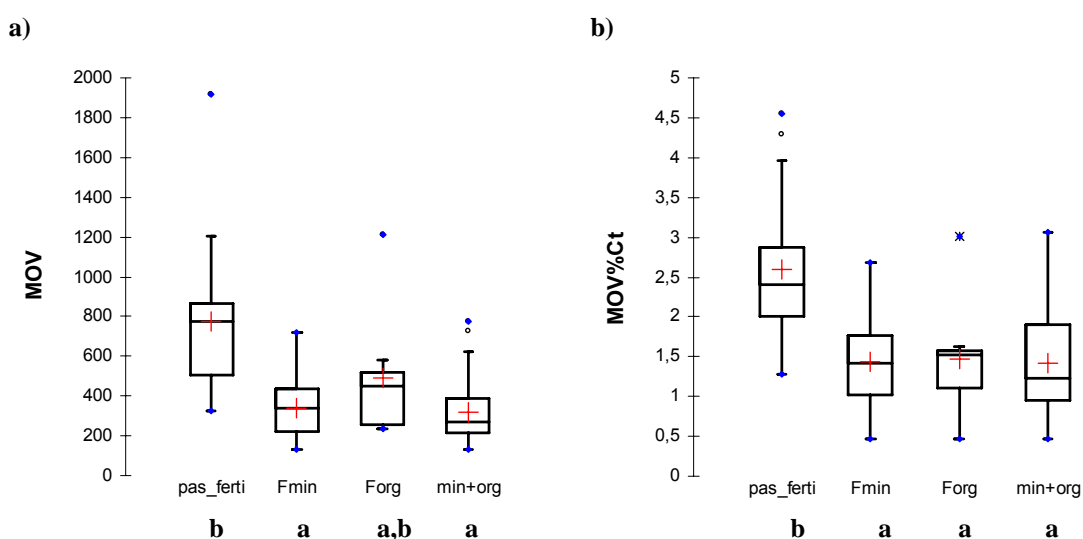 a)
MOV
2000
1800
1600
1400
1200
1000
800
600
400
200
0
pas_ferti Fmin Forg min+org
b a a,b a
b)
MOV%Ct
5
4,5
4
3,5
3
2,5
2
1,5
1
0,5
0
pas_ferti Fmin Forg min+org
b a a a